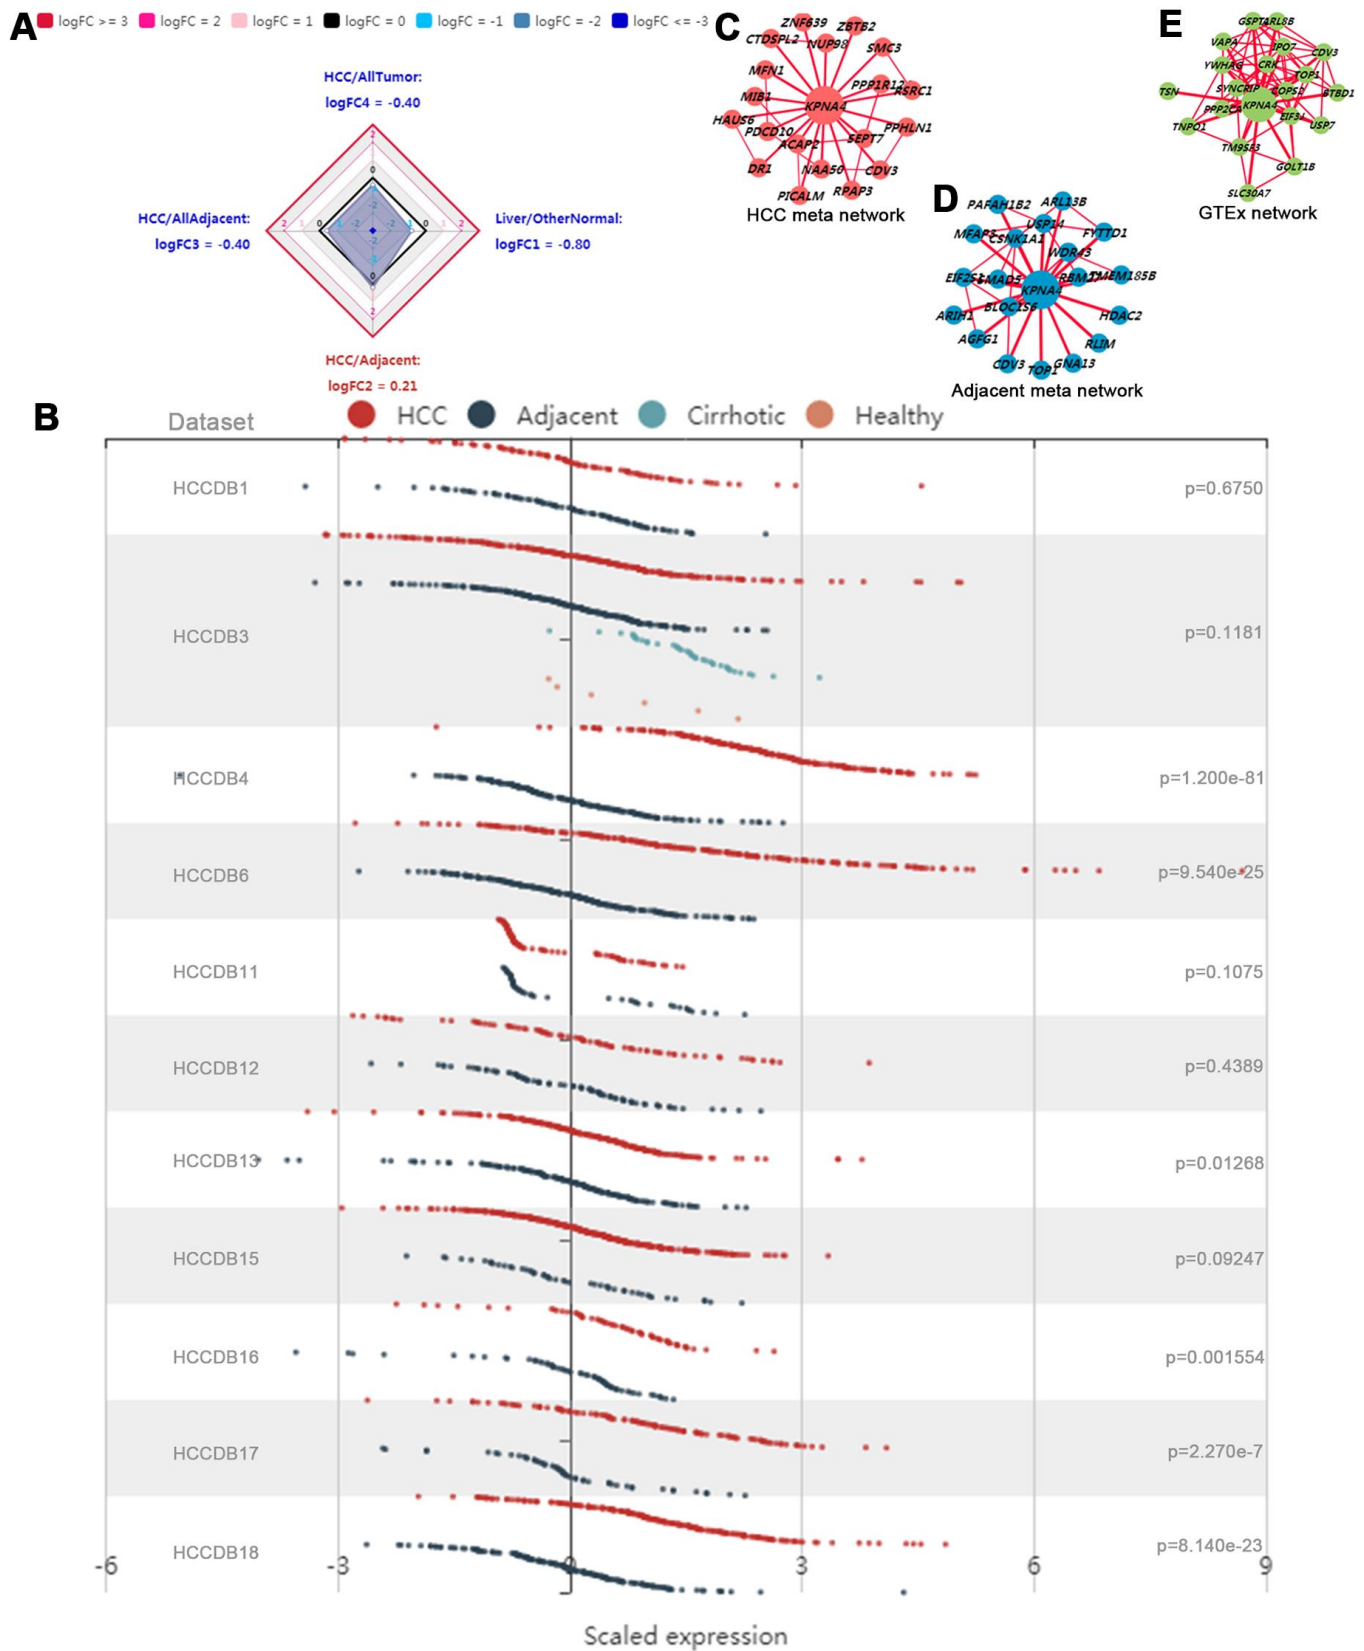 A
logFC >= 3
logFC = 2
logFC = 1
logFC = 0
logFC = -1
logFC = -2
logFC <= -3
HCC/AllTumor:
logFC4 = -0.40
HCC/AllAdjacent:
logFC3 = -0.40
Liver/OtherNormal:
logFC1 = -0.80
HCC/Adjacent:
logFC2 = 0.21
C
ZNF639
ZBTB2
CTDSPL2
NUP98
SMC3
MFN1
PPP1R12
RSRC1
MIB1
KPNA4
HAUS6
PDCD10
PPHLN1
ACAP2
SEPT7
DR1
NAA50
CDV3
PICALM
RPAP3
HCC meta network
D
PAFAH1B2
ARL13B
USP14
CSNK1A1
FYTTD1
WDR43
EIF2S1
SMAD5
TMEM185B
KPNA4
BLOC1S6
ARIH1
HDAC2
AGFG1
RLIM
CDV3
TOP1
GNA13
Adjacent meta network
E
ARL8B
VAPA
IPO7
CDV3
YWHAG
CRK
TOP1
TSN
SYNCRIP
COPS2
BTBD1
PPP2CA
KPNA4
EIF3J
TNPO1
USP7
TM9SF3
GOLT1B
SLC30A7
GTEx network
B
Dataset
HCC
Adjacent
Cirrhotic
Healthy
HCCDB1
p=0.6750
HCCDB3
p=0.1181
HCCDB4
p=1.200e-81
HCCDB6
p=9.540e-25
HCCDB11
p=0.1075
HCCDB12
p=0.4389
HCCDB13
p=0.01268
HCCDB15
p=0.09247
HCCDB16
p=0.001554
HCCDB17
p=2.270e-7
HCCDB18
p=8.140e-23
-6
-3
0
3
6
9
Scaled expression